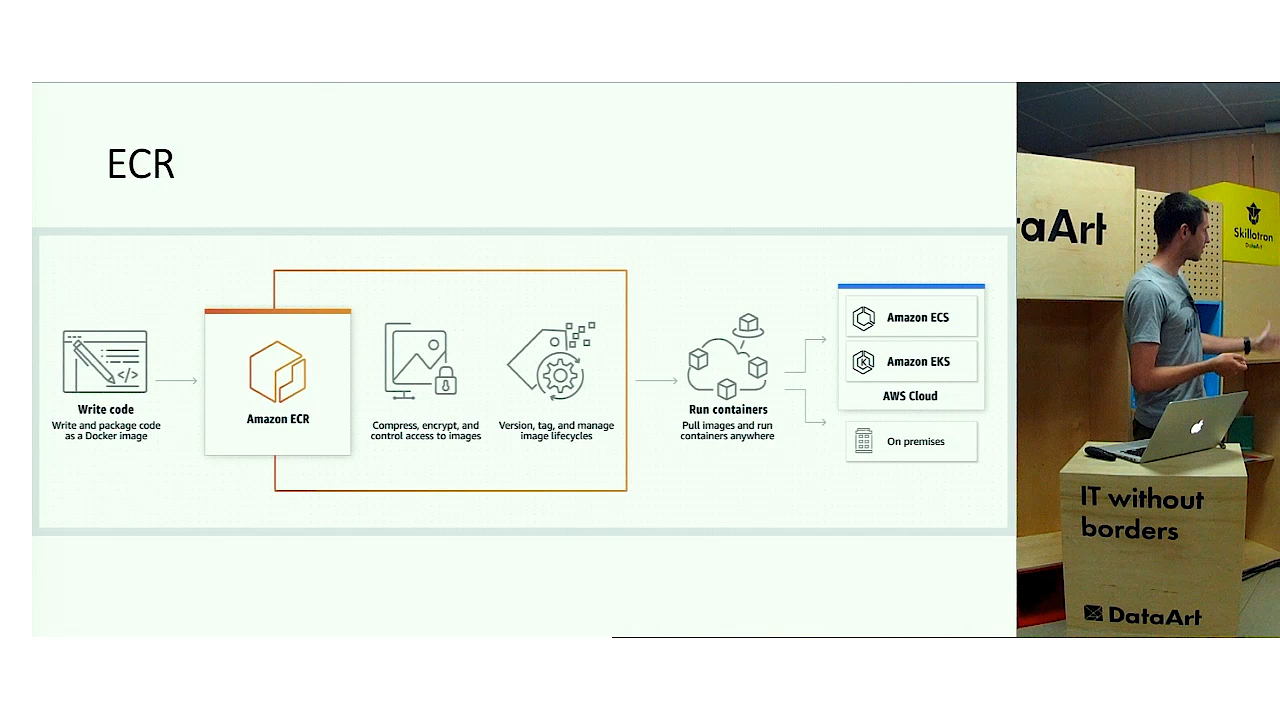 ECR
Write code
Write and package code
as a Docker image
Amazon ECR
Compress, encrypt, and
control access to images
Version, tag, and manage
image lifecycles
Run containers
Pull images and run
containers anywhere
Amazon ECS
Amazon EKS
AWS Cloud
On premises
taArt
Skillotron
DataArt
IT without
borders
DataArt